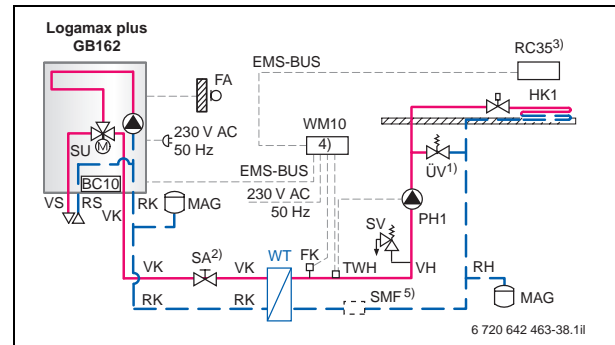 Logamax plus
GB162
FA
230 V AC
50 Hz
SU
M
BC10
VS
RS
VK
RK
MAG
EMS-BUS
RC35³⁾
HK1
WM10
4)
EMS-BUS
230 V AC
50 Hz
ÜV¹⁾
PH1
SV
FK
TWH
VH
VK
SA²⁾
VK
WT
RK
RK
SMF⁵⁾
RH
MAG
6 720 642 463-38.1il